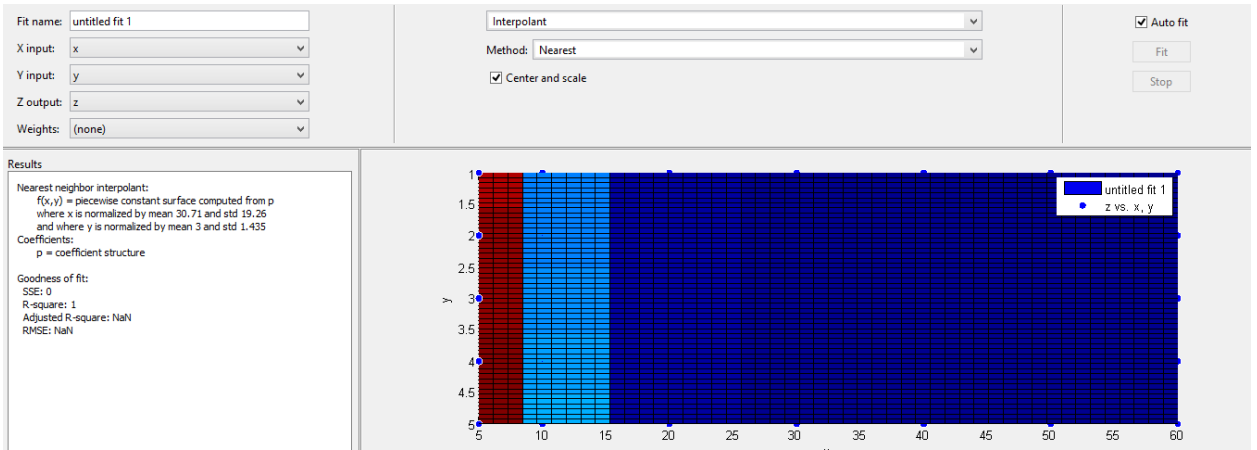 Fit name: untitled fit 1
X input: x
Y input: y
Z output: z
Weights: (none)
Interpolant
Method: Nearest
Center and scale
Auto fit
Fit
Stop
Results
Nearest neighbor interpolant:
f(x,y) = piecewise constant surface computed from p
where x is normalized by mean 30.71 and std 19.26
and where y is normalized by mean 3 and std 1.435
Coefficients:
p = coefficient structure
Goodness of fit:
SSE: 0
R-square: 1
Adjusted R-square: NaN
RMSE: NaN
untitled fit 1
z vs. x, y
1
1.5
2
2.5
3
3.5
4
4.5
5
y
5 10 15 20 25 30 35 40 45 50 55 60